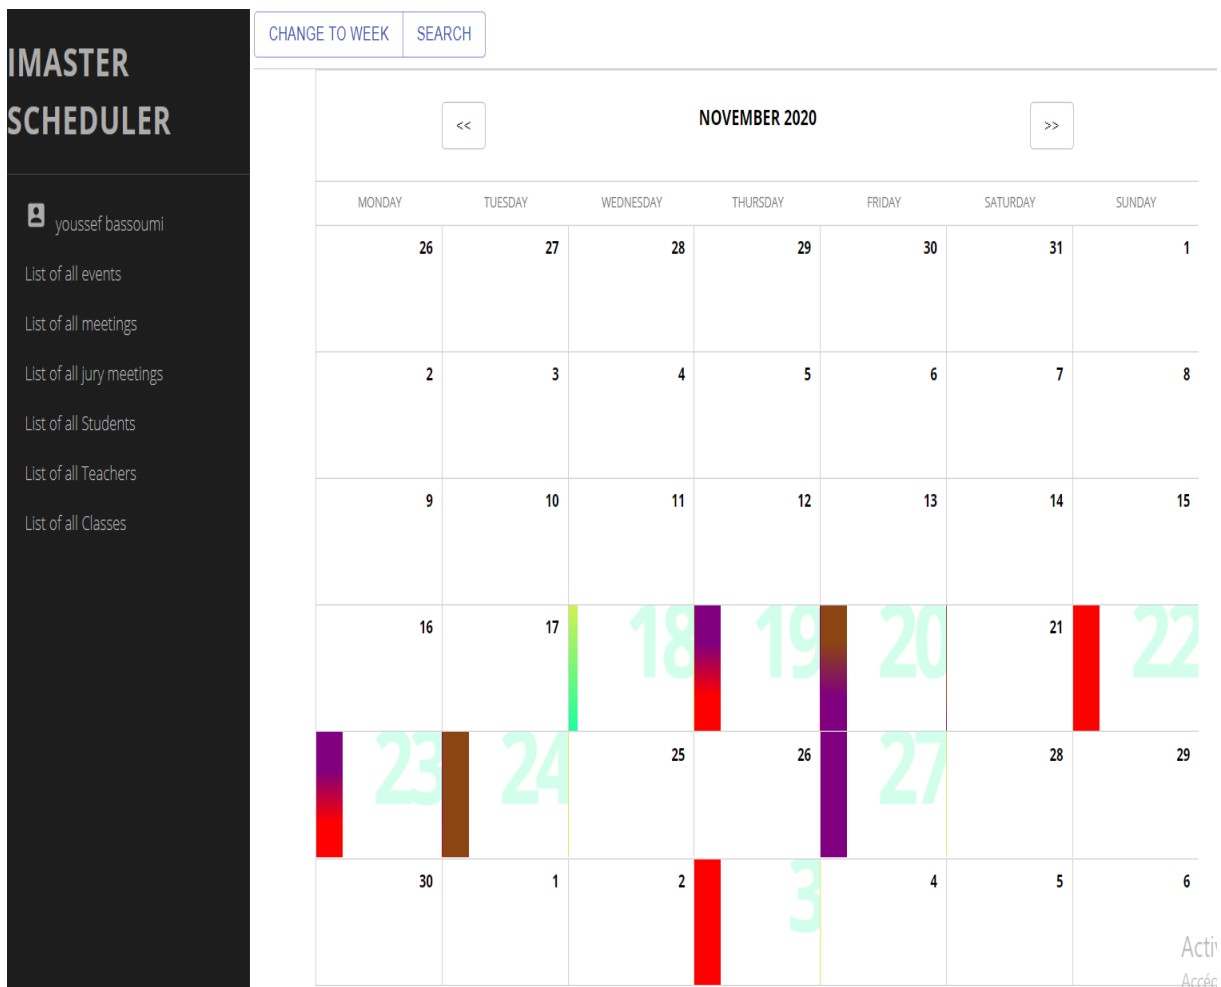 CHANGE TO WEEK SEARCH
IMASTER
SCHEDULER
youssef bassoumi
List of all events
List of all meetings
List of all jury meetings
List of all Students
List of all Teachers
List of all Classes
<< NOVEMBER 2020 >>
MONDAY TUESDAY WEDNESDAY THURSDAY FRIDAY SATURDAY SUNDAY
26 27 28 29 30 31 1
2 3 4 5 6 7 8
9 10 11 12 13 14 15
16 17 18 19 20 21 22
23 24 25 26 27 28 29
30 1 2 3 4 5 6